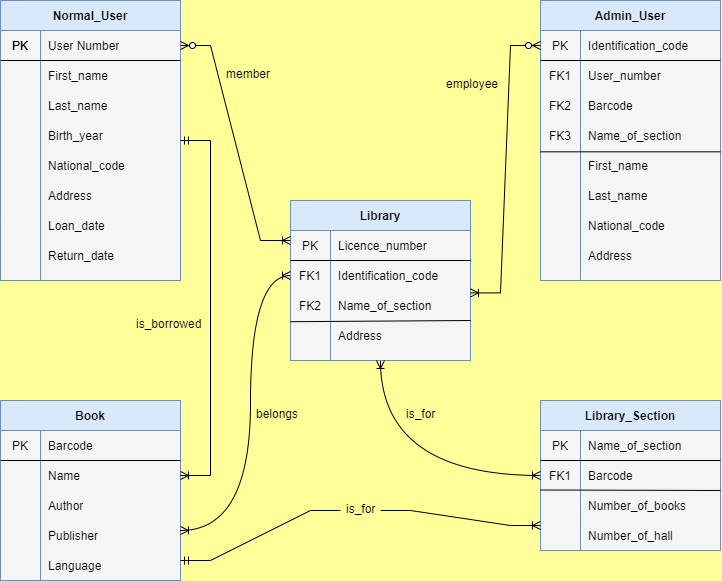 Normal_User
PK User Number
First_name
Last_name
Birth_year
National_code
Address
Loan_date
Return_date
Admin_User
PK Identification_code
FK1 User_number
FK2 Barcode
FK3 Name_of_section
First_name
Last_name
National_code
Address
member
employee
Library
PK Licence_number
FK1 Identification_code
FK2 Name_of_section
Address
is_borrowed
belongs
is_for
Book
PK Barcode
Name
Author
Publisher
Language
is_for
Library_Section
PK Name_of_section
FK1 Barcode
Number_of_books
Number_of_hall